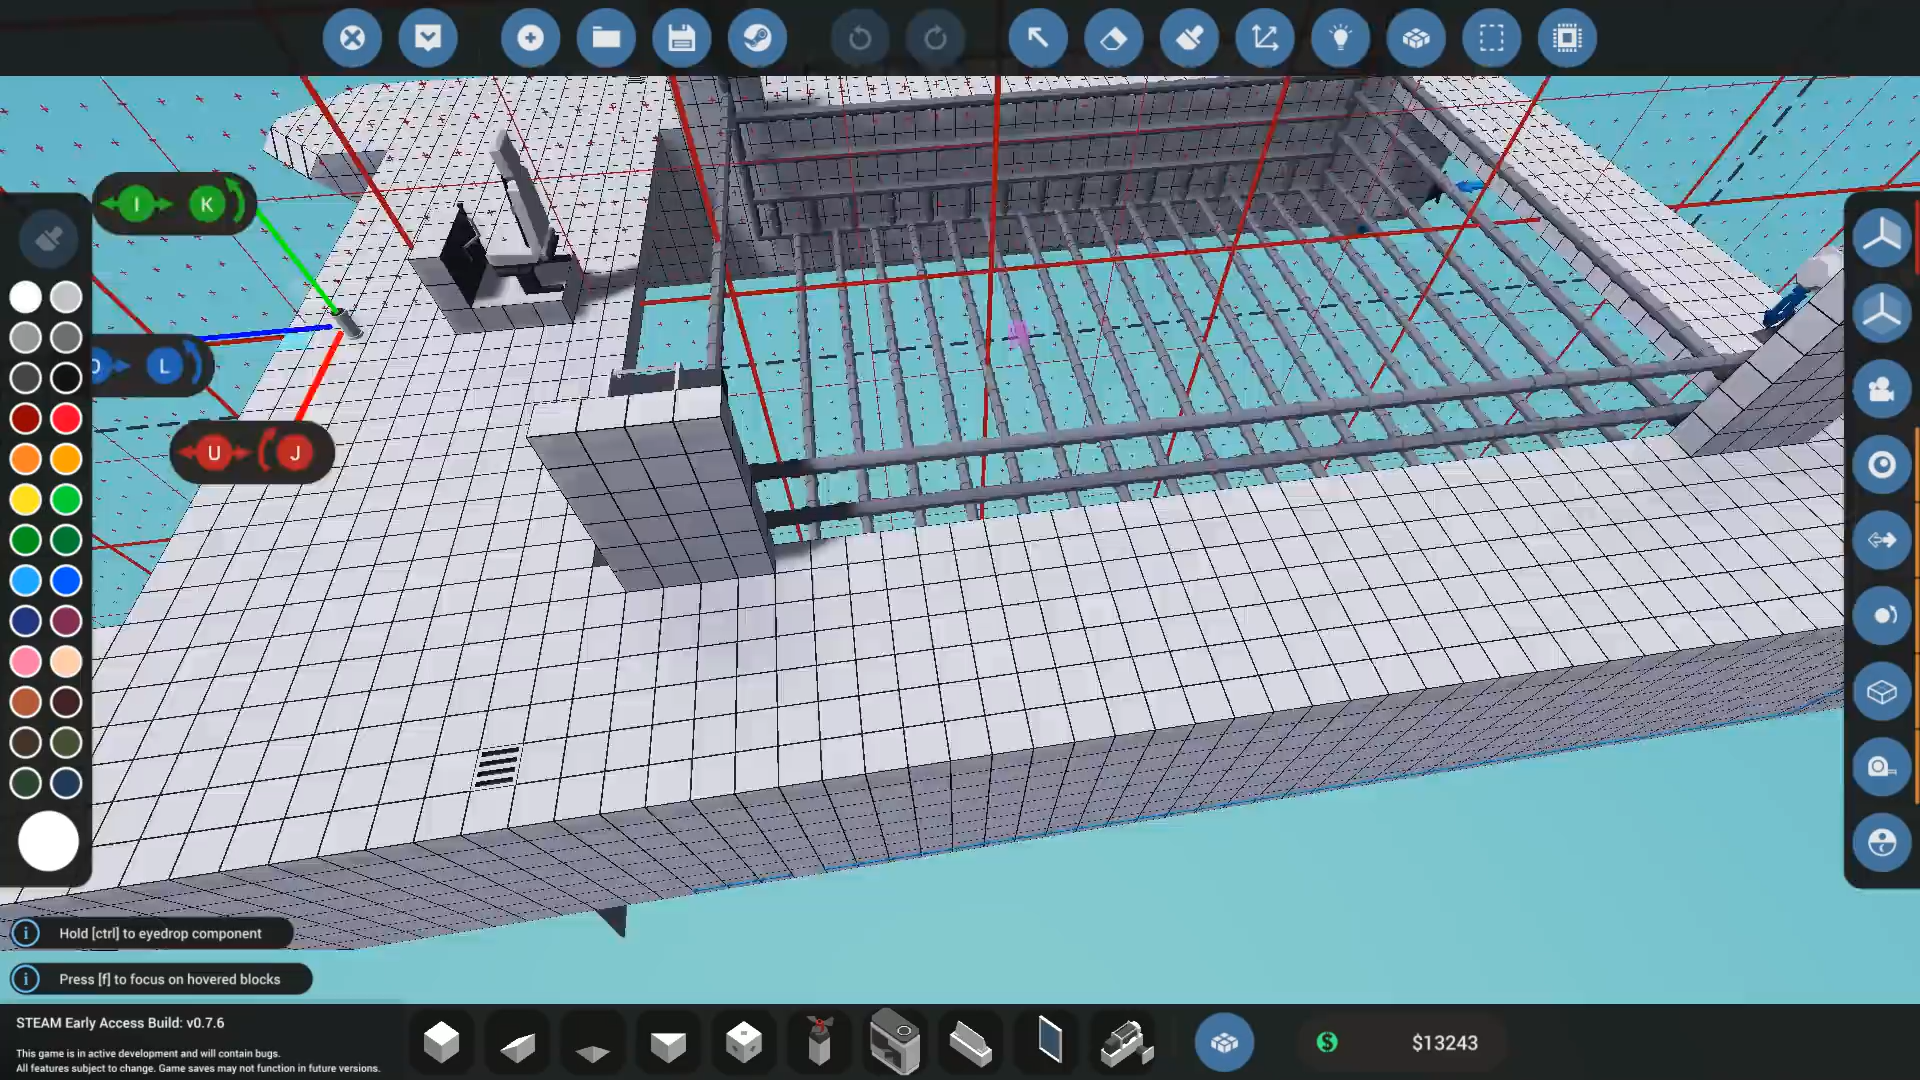 I K
L
U J
Hold [ctrl] to eyedrop component
Press [f] to focus on hovered blocks
STEAM Early Access Build: v0.7.6
This game is in active development and will contain bugs.
All features subject to change. Game saves may not function in future versions.
$13243